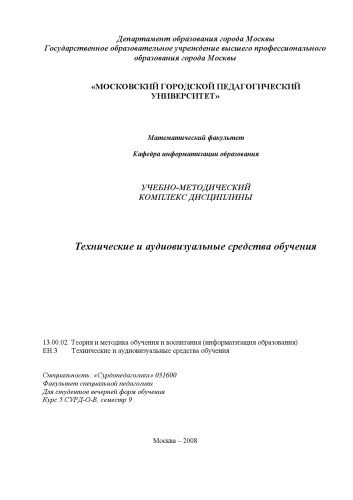 Департамент образования города Москвы
Государственное образовательное учреждение высшего профессионального
образования города Москвы
«МОСКОВСКИЙ ГОРОДСКОЙ ПЕДАГОГИЧЕСКИЙ
УНИВЕРСИТЕТ»
Математический факультет
Кафедра информатизации образования
УЧЕБНО-МЕТОДИЧЕСКИЙ
КОМПЛЕКС ДИСЦИПЛИНЫ
Технические и аудиовизуальные средства обучения
13.00.02. Теория и методика обучения и воспитания (информатизация образования)
ЕН.3 Технические и аудиовизуальные средства обучения
Специальность: «Сурдопедагогика» 031600
Факультет специальной педагогики
Для студентов вечерней форм обучения
Курс 5 СУРД-О-В, семестр 9
Москва – 2008